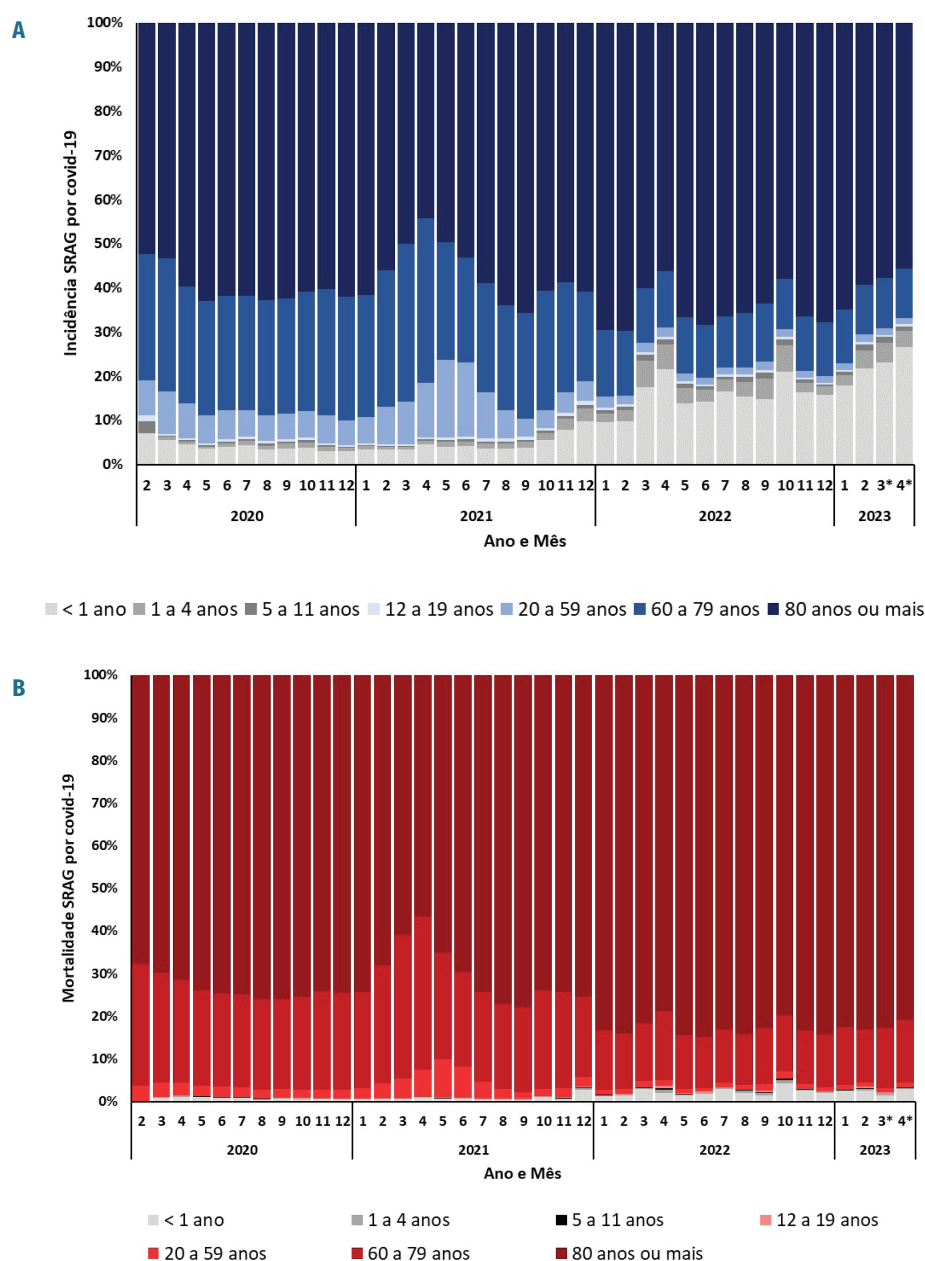 A
Incidência SRAG por covid-19
100%
90%
80%
70%
60%
50%
40%
30%
20%
10%
0%
2 3 4 5 6 7 8 9 10 11 12 1 2 3 4 5 6 7 8 9 10 11 12 1 2 3 4 5 6 7 8 9 10 11 12 1 2 3* 4*
2020 2021 2022 2023
Ano e Mês
< 1 ano 1 a 4 anos 5 a 11 anos 12 a 19 anos 20 a 59 anos 60 a 79 anos 80 anos ou mais
B
Mortalidade SRAG por covid-19
100%
90%
80%
70%
60%
50%
40%
30%
20%
10%
0%
2 3 4 5 6 7 8 9 10 11 12 1 2 3 4 5 6 7 8 9 10 11 12 1 2 3 4 5 6 7 8 9 10 11 12 1 2 3* 4*
2020 2021 2022 2023
Ano e Mês
< 1 ano 1 a 4 anos 5 a 11 anos 12 a 19 anos
20 a 59 anos 60 a 79 anos 80 anos ou mais